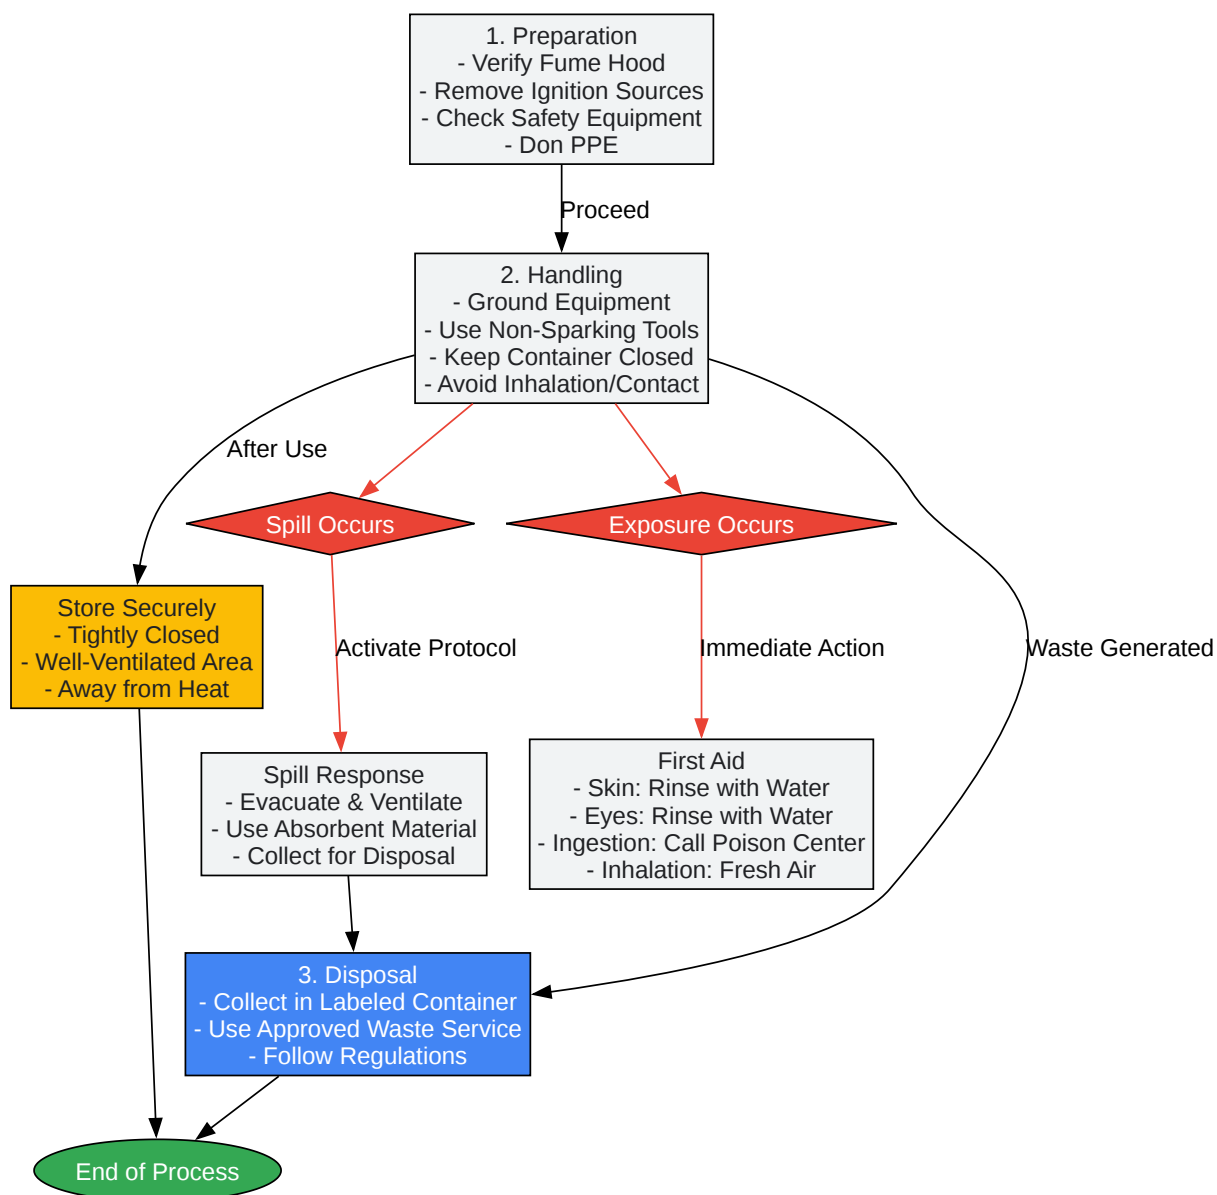 1. Preparation
- Verify Fume Hood
- Remove Ignition Sources
- Check Safety Equipment
- Don PPE
Proceed
2. Handling
- Ground Equipment
- Use Non-Sparking Tools
- Keep Container Closed
- Avoid Inhalation/Contact
After Use
Spill Occurs
Exposure Occurs
Store Securely
- Tightly Closed
- Well-Ventilated Area
- Away from Heat
Activate Protocol
Immediate Action
Waste Generated
Spill Response
- Evacuate & Ventilate
- Use Absorbent Material
- Collect for Disposal
First Aid
- Skin: Rinse with Water
- Eyes: Rinse with Water
- Ingestion: Call Poison Center
- Inhalation: Fresh Air
3. Disposal
- Collect in Labeled Container
- Use Approved Waste Service
- Follow Regulations
End of Process